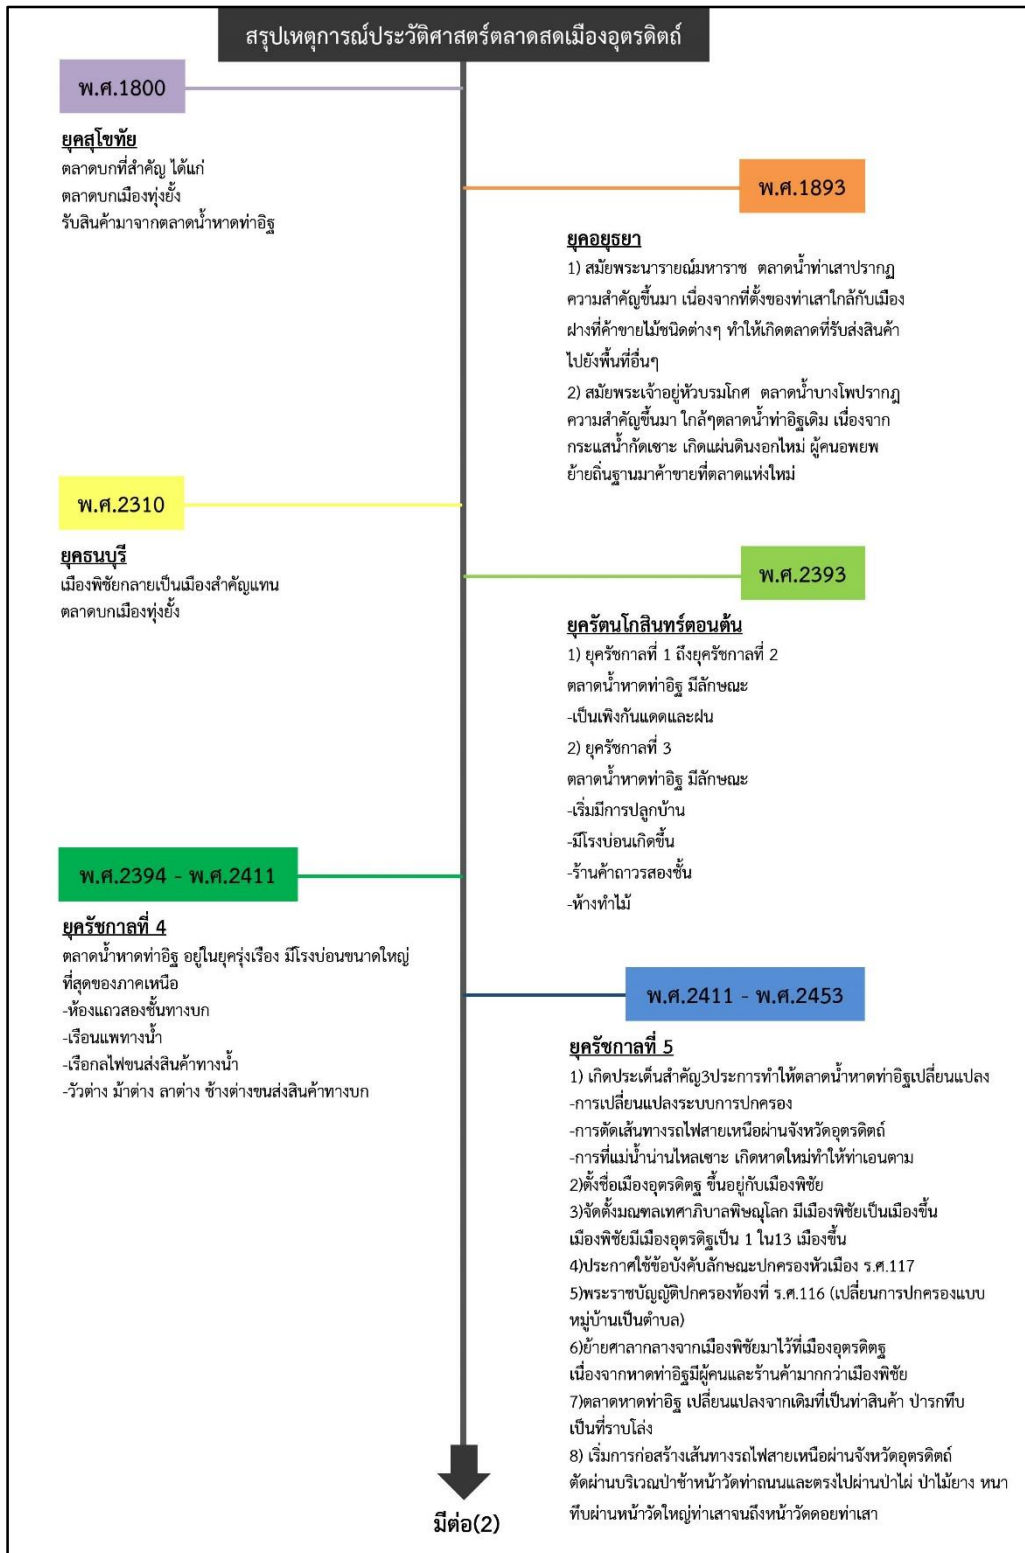 สรุปเหตุการณ์ประวัติศาสตร์ตลาดสดเมืองอุตรดิตถ์
พ.ศ.1800
ยุคสุโขทัย
ตลาดบกที่สำคัญ ได้แก่
ตลาดบกเมืองทุ่งยั้ง
รับสินค้ามาจากตลาดน้ำหาดท่าอิฐ
พ.ศ.1893
ยุคอยุธยา
1) สมัยพระนารายณ์มหาราช ตลาดน้ำท่าเสาปรากฏ
ความสำคัญขึ้นมา เนื่องจากที่ตั้งของท่าเสาใกล้กับเมือง
ฝางที่ค้าขายไม้ชนิดต่างๆ ทำให้เกิดตลาดที่รับส่งสินค้า
ไปยังพื้นที่อื่นๆ
2) สมัยพระเจ้าอยู่หัวบรมโกศ ตลาดน้ำบางโพปรากฏ
ความสำคัญขึ้นมา ใกล้ๆตลาดน้ำท่าอิฐเดิม เนื่องจาก
กระแสน้ำกัดเซาะ เกิดแผ่นดินงอกใหม่ ผู้คนอพยพ
ย้ายถิ่นฐานมาค้าขายที่ตลาดแห่งใหม่
พ.ศ.2310
ยุคธนบุรี
เมืองพิชัยกลายเป็นเมืองสำคัญแทน
ตลาดบกเมืองทุ่งยั้ง
พ.ศ.2393
ยุครัตนโกสินทร์ตอนต้น
1) ยุครัชกาลที่ 1 ถึงยุครัชกาลที่ 2
ตลาดน้ำหาดท่าอิฐ มีลักษณะ
-เป็นเพิงกันแดดและฝน
2) ยุครัชกาลที่ 3
ตลาดน้ำหาดท่าอิฐ มีลักษณะ
-เริ่มมีการปลูกบ้าน
-มีโรงบ่อนเกิดขึ้น
-ร้านค้าถาวรสองชั้น
-ห้างทำไม้
พ.ศ.2394 - พ.ศ.2411
ยุครัชกาลที่ 4
ตลาดน้ำหาดท่าอิฐ อยู่ในยุครุ่งเรือง มีโรงบ่อนขนาดใหญ่
ที่สุดของภาคเหนือ
-ห้องแถวสองชั้นทางบก
-เรือนแพทางน้ำ
-เรือกลไฟขนส่งสินค้าทางน้ำ
-วัวต่าง ม้าต่าง ลาต่าง ช้างต่างขนส่งสินค้าทางบก
พ.ศ.2411 - พ.ศ.2453
ยุครัชกาลที่ 5
1) เกิดประเด็นสำคัญ3ประการทำให้ตลาดน้ำหาดท่าอิฐเปลี่ยนแปลง
-การเปลี่ยนแปลงระบบการปกครอง
-การตัดเส้นทางรถไฟสายเหนือผ่านจังหวัดอุตรดิตถ์
-การที่แม่น้ำน่านไหลเซาะ เกิดหาดใหม่ทำให้ท่าเอนตาม
2)ตั้งชื่อเมืองอุตรดิตฐ ขึ้นอยู่กับเมืองพิชัย
3)จัดตั้งมณฑลเทศาภิบาลพิษณุโลก มีเมืองพิชัยเป็นเมืองขึ้น
เมืองพิชัยมีเมืองอุตรดิฐเป็น 1 ใน13 เมืองขึ้น
4)ประกาศใช้ข้อบังคับลักษณะปกครองหัวเมือง ร.ศ.117
5)พระราชบัญญัติปกครองท้องที่ ร.ศ.116 (เปลี่ยนการปกครองแบบ
หมู่บ้านเป็นตำบล)
6)ย้ายศาลากลางจากเมืองพิชัยมาไว้ที่เมืองอุตรดิตฐ
เนื่องจากหาดท่าอิฐมีผู้คนและร้านค้ามากกว่าเมืองพิชัย
7)ตลาดหาดท่าอิฐ เปลี่ยนแปลงจากเดิมที่เป็นท่าสินค้า ป่ารกทึบ
เป็นที่ราบโล่ง
8) เริ่มการก่อสร้างเส้นทางรถไฟสายเหนือผ่านจังหวัดอุตรดิตถ์
ตัดผ่านบริเวณป่าช้าหน้าวัดท่าถนนและตรงไปผ่านป่าไผ่ ป่าไม้ยาง หนา
ทึบผ่านหน้าวัดใหญ่ท่าเสาจนถึงหน้าวัดดอยท่าเสา
มีต่อ(2)